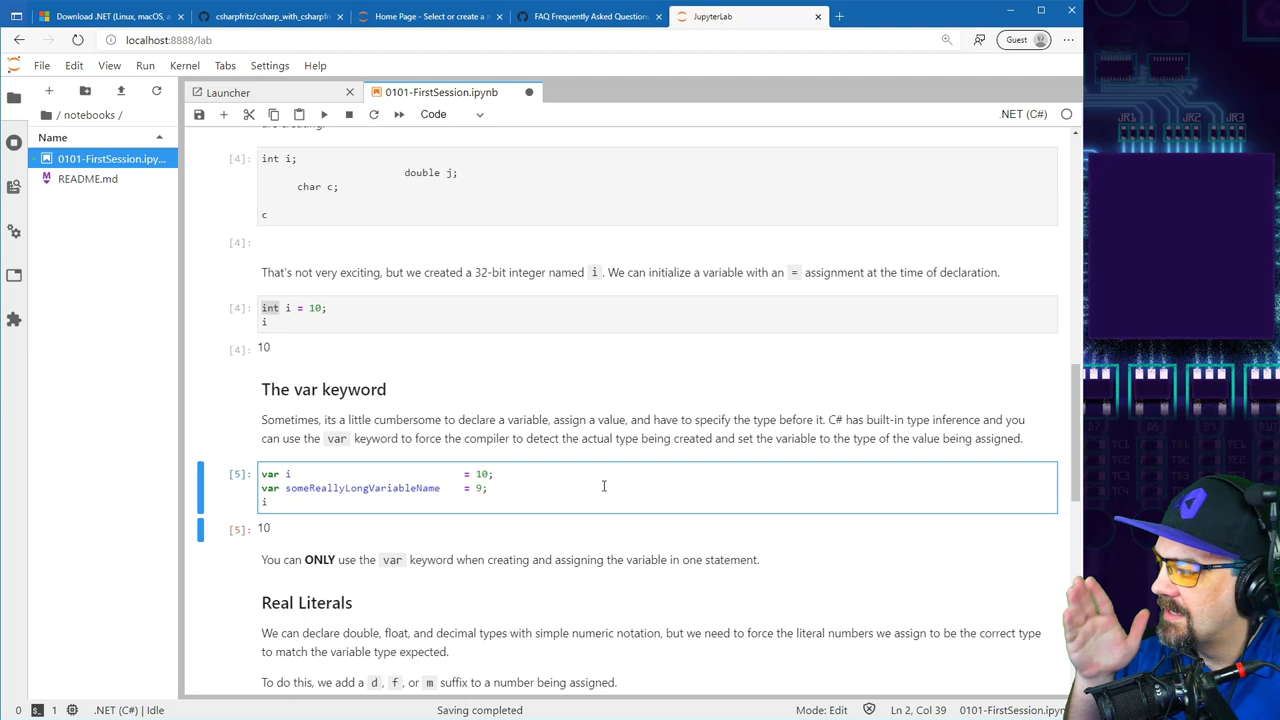 Download .NET (Linux, macOS, a
csharpfritz/csharp_with_csharpfr
Home Page - Select or create a n
FAQ Frequently Asked Questions
JupyterLab
localhost:8888/lab
Guest
File Edit View Run Kernel Tabs Settings Help
Launcher
0101-FirstSession.ipynb
/ notebooks /
Code
.NET (C#)
Name
0101-FirstSession.ipy...
README.md
are creating.
[4]:
int i;
double j;
char c;
c
[4]:
That's not very exciting, but we created a 32-bit integer named i. We can initialize a variable with an = assignment at the time of declaration.
[4]:
int i = 10;
i
[4]:
10
The var keyword
Sometimes, its a little cumbersome to declare a variable, assign a value, and have to specify the type before it. C# has built-in type inference and you
can use the var keyword to force the compiler to detect the actual type being created and set the variable to the type of the value being assigned.
[5]:
var i = 10;
var someReallyLongVariableName = 9;
i
[5]:
10
You can ONLY use the var keyword when creating and assigning the variable in one statement.
Real Literals
We can declare double, float, and decimal types with simple numeric notation, but we need to force the literal numbers we assign to be the correct type
to match the variable type expected.
To do this, we add a d, f, or m suffix to a number being assigned.
0 1 .NET (C#) | Idle
Saving completed
Mode: Edit
Ln 2, Col 39
0101-FirstSession.ipyn
JR1 JR2 JR3
D7